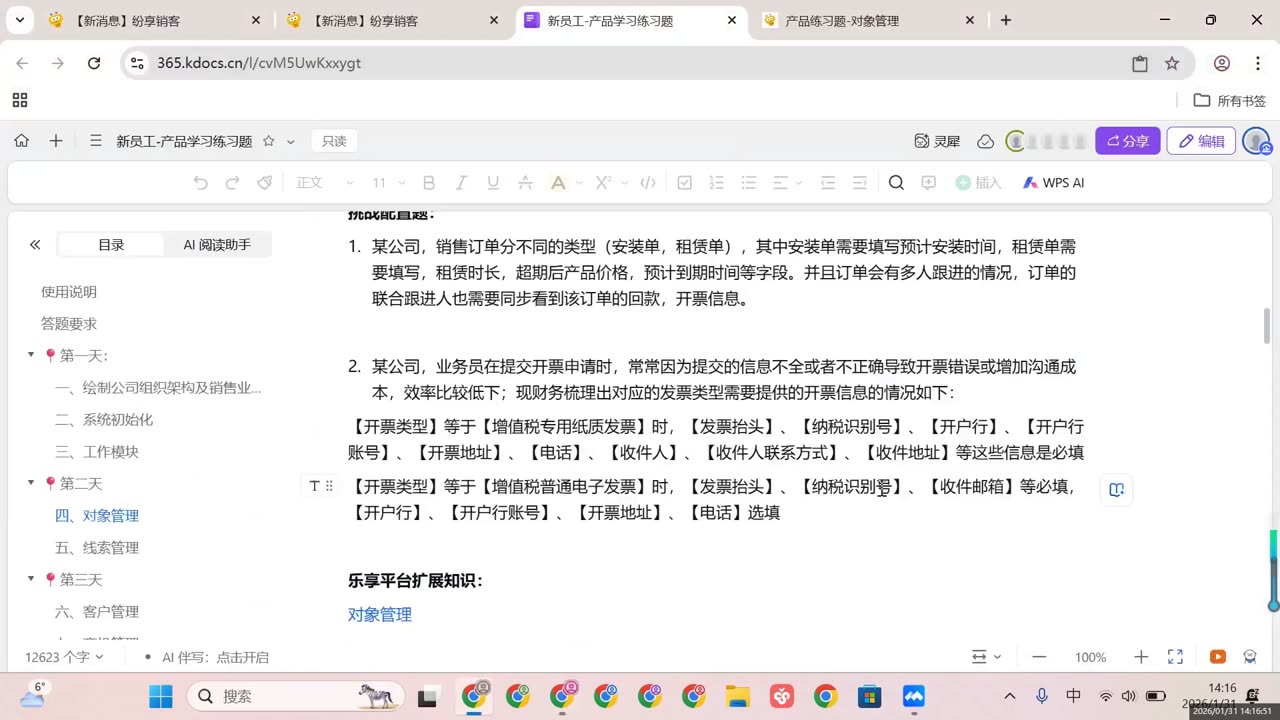 【新消息】纷享销客
【新消息】纷享销客
新员工-产品学习练习题
产品练习题-对象管理
365.kdocs.cn/l/cvM5UwKxxygt
所有书签
新员工-产品学习练习题
只读
灵犀
分享
编辑
正文
11
插入
WPS AI
目录
AI 阅读助手
使用说明
答题要求
第一天：
一、绘制公司组织架构及销售业...
二、系统初始化
三、工作模块
第二天
四、对象管理
五、线索管理
第三天
六、客户管理
挑战配置题：
1. 某公司，销售订单分不同的类型（安装单，租赁单），其中安装单需要填写预计安装时间，租赁单需
要填写，租赁时长，超期后产品价格，预计到期时间等字段。并且订单会有多人跟进的情况，订单的
联合跟进人也需要同步看到该订单的回款，开票信息。
2. 某公司，业务员在提交开票申请时，常常因为提交的信息不全或者不正确导致开票错误或增加沟通成
本，效率比较低下；现财务梳理出对应的发票类型需要提供的开票信息的情况如下：
【开票类型】等于【增值税专用纸质发票】时，【发票抬头】、【纳税识别号】、【开户行】、【开户行
账号】、【开票地址】、【电话】、【收件人】、【收件人联系方式】、【收件地址】等这些信息是必填
【开票类型】等于【增值税普通电子发票】时，【发票抬头】、【纳税识别号】、【收件邮箱】等必填，
【开户行】、【开户行账号】、【开票地址】、【电话】选填
乐享平台扩展知识：
对象管理
12623 个字
AI 伴写：点击开启
100%
6°
搜索
中
14:16
2026/1/31
2026/01/31 14:16:51